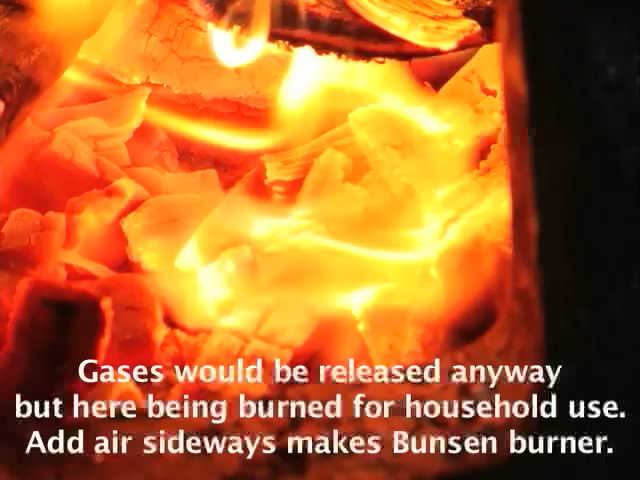 Gases would be released anyway
but here being burned for household use.
Add air sideways makes Bunsen burner.